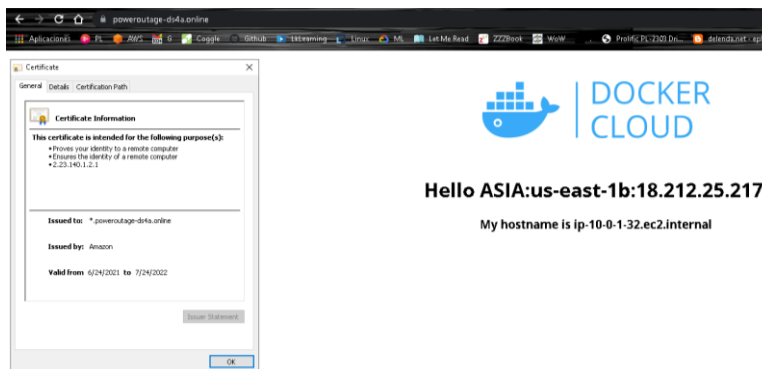 poweroutage-ds4a.online
Aplicaciones PL AWS G Caggle Github Learning Linux ML Let Me Read ZZZBook WoW Prolific PL-2303 Dri...
Certificate
General Details Certification Path
Certificate Information
This certificate is intended for the following purpose(s):
•Proves your identity to a remote computer
•Ensures the identity of a remote computer
•2.23.140.1.2.1
Issued to: *.poweroutage-ds4a.online
Issued by: Amazon
Valid from 6/24/2021 to 7/24/2022
Issuer Statement
OK
DOCKER
CLOUD
Hello ASIA:us-east-1b:18.212.25.217
My hostname is ip-10-0-1-32.ec2.internal